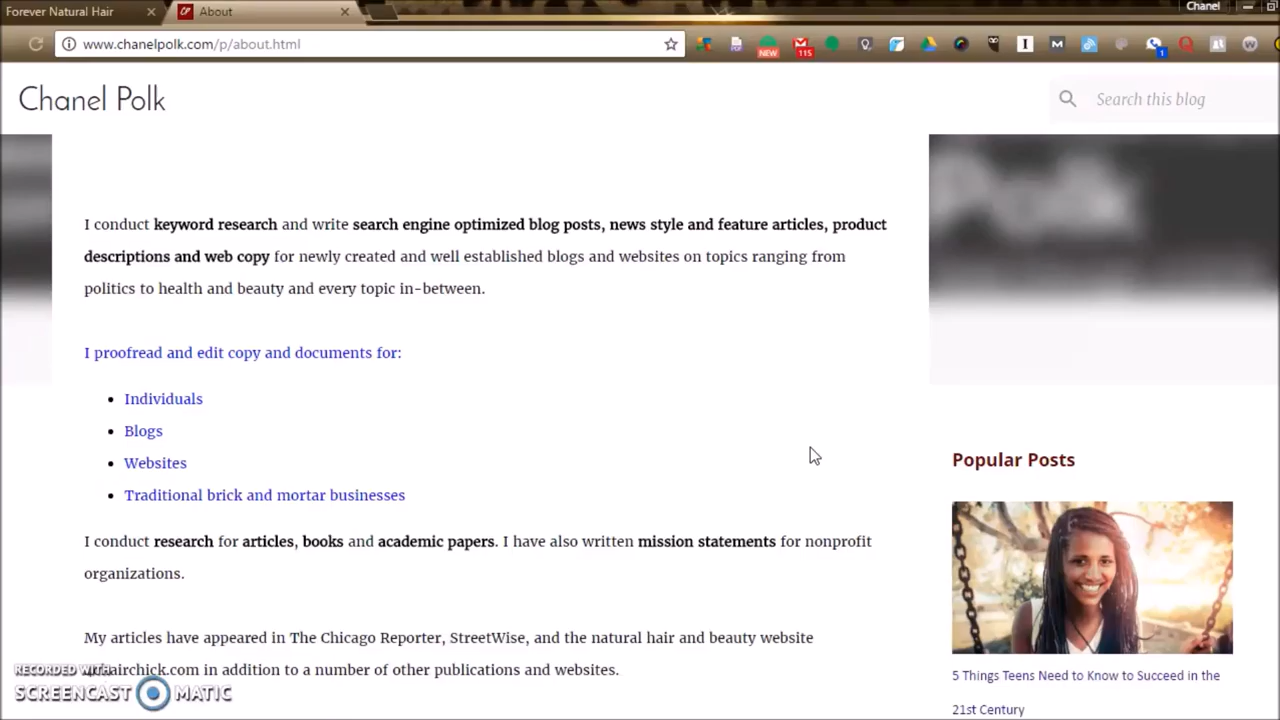 Forever Natural Hair
About
Chanel
www.chanelpolk.com/p/about.html
NEW
115
1
Chanel Polk
Search this blog
I conduct keyword research and write search engine optimized blog posts, news style and feature articles, product
descriptions and web copy for newly created and well established blogs and websites on topics ranging from
politics to health and beauty and every topic in-between.
I proofread and edit copy and documents for:
Individuals
Blogs
Websites
Traditional brick and mortar businesses
I conduct research for articles, books and academic papers. I have also written mission statements for nonprofit
organizations.
My articles have appeared in The Chicago Reporter, StreetWise, and the natural hair and beauty website
in addition to a number of other publications and websites.
Popular Posts
5 Things Teens Need to Know to Succeed in the
21st Century
RECORDED WITH
SCREENCAST MATIC